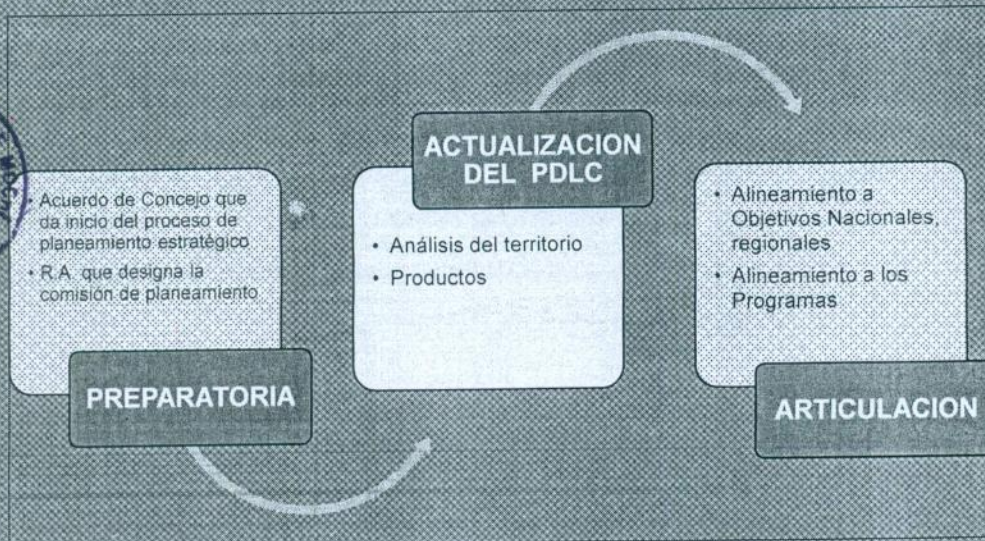 • Acuerdo de Concejo que
da inicio del proceso de
planeamiento estratégico
• R.A. que designa la
comisión de planeamiento
PREPARATORIA
ACTUALIZACION
DEL PDLC
• Análisis del territorio
• Productos
• Alineamiento a
Objetivos Nacionales,
regionales
• Alineamiento a los
Programas
ARTICULACION